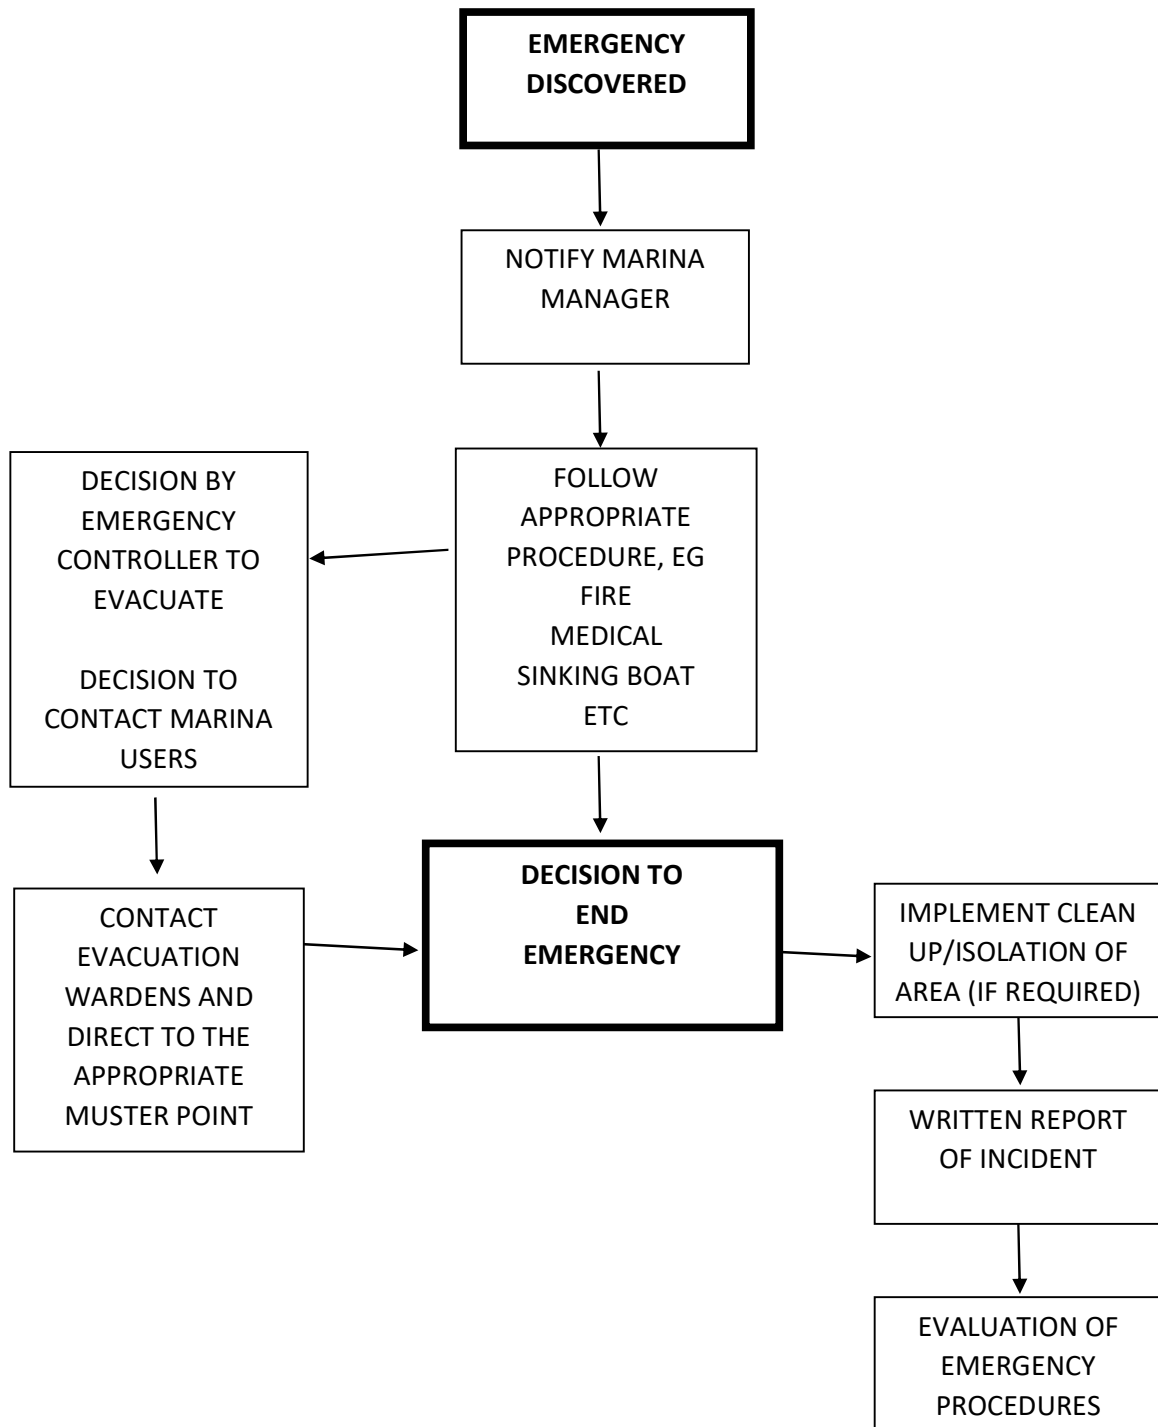 EMERGENCY
DISCOVERED
NOTIFY MARINA
MANAGER
DECISION BY
EMERGENCY
CONTROLLER TO
EVACUATE
DECISION TO
CONTACT MARINA
USERS
FOLLOW
APPROPRIATE
PROCEDURE, EG
FIRE
MEDICAL
SINKING BOAT
ETC
CONTACT
EVACUATION
WARDENS AND
DIRECT TO THE
APPROPRIATE
MUSTER POINT
DECISION TO
END
EMERGENCY
IMPLEMENT CLEAN
UP/ISOLATION OF
AREA (IF REQUIRED)
WRITTEN REPORT
OF INCIDENT
EVALUATION OF
EMERGENCY
PROCEDURES